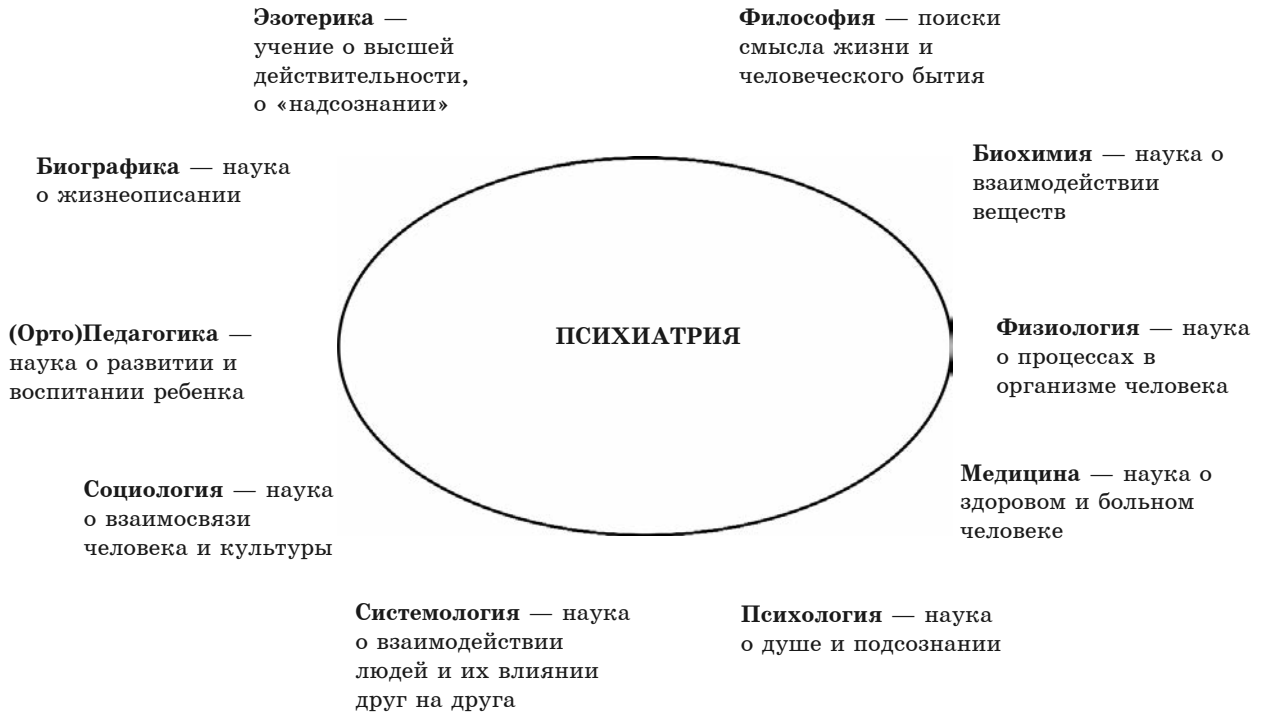 Эзотерика —
учение о высшей
действительности,
о «надсознании»
Философия — поиски
смысла жизни и
человеческого бытия
Биографика — наука
о жизнеописании
Биохимия — наука о
взаимодействии
веществ
(Орто)Педагогика —
наука о развитии и
воспитании ребенка
ПСИХИАТРИЯ
Физиология — наука
о процессах в
организме человека
Социология — наука
о взаимосвязи
человека и культуры
Медицина — наука о
здоровом и больном
человеке
Системология — наука
о взаимодействии
людей и их влиянии
друг на друга
Психология — наука
о душе и подсознании